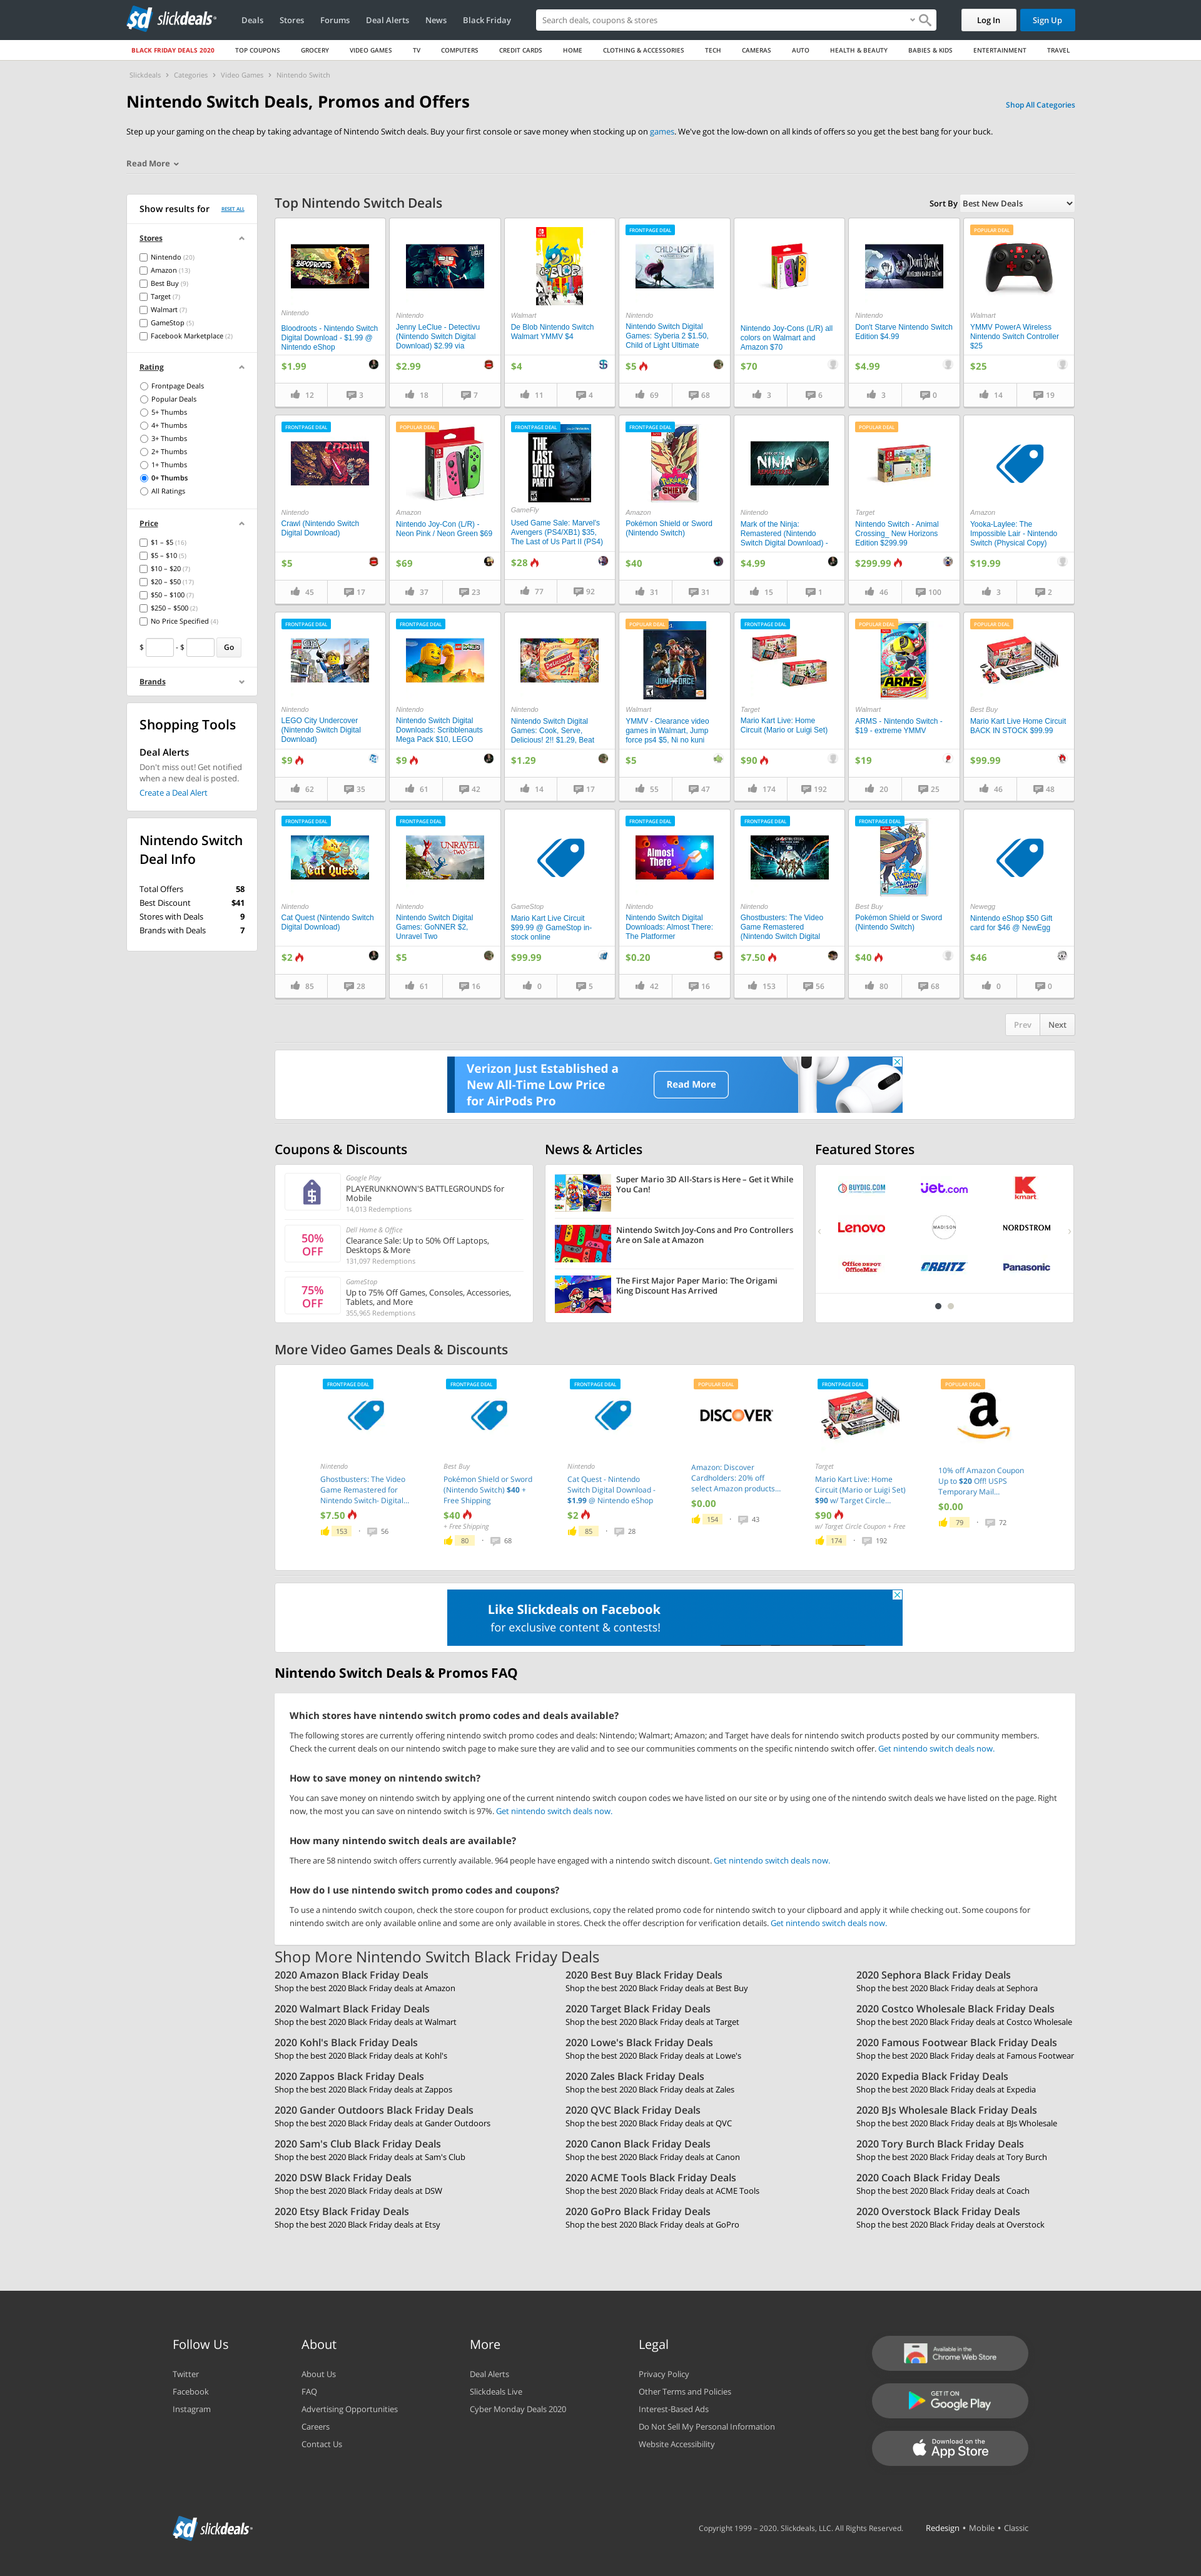 slickdeals
Deals
Stores
Forums
Deal Alerts
News
Black Friday
Search deals, coupons & stores
Log In
Sign Up
BLACK FRIDAY DEALS 2020
TOP COUPONS
GROCERY
VIDEO GAMES
TV
COMPUTERS
CREDIT CARDS
HOME
CLOTHING & ACCESSORIES
TECH
CAMERAS
AUTO
HEALTH & BEAUTY
BABIES & KIDS
ENTERTAINMENT
TRAVEL
Slickdeals > Categories > Video Games > Nintendo Switch
Nintendo Switch Deals, Promos and Offers
Shop All Categories
Step up your gaming on the cheap by taking advantage of Nintendo Switch deals. Buy your first console or save money when stocking up on games. We've got the low-down on all kinds of offers so you get the best bang for your buck.
Read More
Show results for
RESET ALL
Stores
Nintendo (20)
Amazon (13)
Best Buy (9)
Target (7)
Walmart (7)
GameStop (5)
Facebook Marketplace (2)
Rating
Frontpage Deals
Popular Deals
5+ Thumbs
4+ Thumbs
3+ Thumbs
2+ Thumbs
1+ Thumbs
0+ Thumbs
All Ratings
Price
$1 – $5 (16)
$5 – $10 (5)
$10 – $20 (7)
$20 – $50 (17)
$50 – $100 (7)
$250 – $500 (2)
No Price Specified (4)
$ - $ Go
Brands
Shopping Tools
Deal Alerts
Don't miss out! Get notified
when a new deal is posted.
Create a Deal Alert
Nintendo Switch
Deal Info
Total Offers 58
Best Discount $41
Stores with Deals 9
Brands with Deals 7
Top Nintendo Switch Deals
Sort By Best New Deals
Nintendo
Bloodroots - Nintendo Switch
Digital Download - $1.99 @
Nintendo eShop
$1.99
12 3
Nintendo
Jenny LeClue - Detectivu
(Nintendo Switch Digital
Download) $2.99 via
$2.99
18 7
Walmart
De Blob Nintendo Switch
Walmart YMMV $4
$4
11 4
FRONTPAGE DEAL
Nintendo
Nintendo Switch Digital
Games: Syberia 2 $1.50,
Child of Light Ultimate
$5
69 68
Nintendo Joy-Cons (L/R) all
colors on Walmart and
Amazon $70
$70
3 6
Nintendo
Don't Starve Nintendo Switch
Edition $4.99
$4.99
3 0
POPULAR DEAL
Walmart
YMMV PowerA Wireless
Nintendo Switch Controller
$25
$25
14 19
FRONTPAGE DEAL
Nintendo
Crawl (Nintendo Switch
Digital Download)
$5
45 17
POPULAR DEAL
Amazon
Nintendo Joy-Con (L/R) -
Neon Pink / Neon Green $69
$69
37 23
FRONTPAGE DEAL
THE LAST OF US PART II
GameFly
Used Game Sale: Marvel's
Avengers (PS4/XB1) $35,
The Last of Us Part II (PS4)
$28
77 92
FRONTPAGE DEAL
Amazon
Pokémon Shield or Sword
(Nintendo Switch)
$40
31 31
Nintendo
Mark of the Ninja:
Remastered (Nintendo
Switch Digital Download) -
$4.99
15 1
POPULAR DEAL
Target
Nintendo Switch - Animal
Crossing_ New Horizons
Edition $299.99
$299.99
46 100
Amazon
Yooka-Laylee: The
Impossible Lair - Nintendo
Switch (Physical Copy)
$19.99
3 2
FRONTPAGE DEAL
Nintendo
LEGO City Undercover
(Nintendo Switch Digital
Download)
$9
62 35
FRONTPAGE DEAL
Nintendo
Nintendo Switch Digital
Downloads: Scribblenauts
Mega Pack $10, LEGO
$9
61 42
Nintendo
Nintendo Switch Digital
Games: Cook, Serve,
Delicious! 2!! $1.29, Beat
$1.29
14 17
POPULAR DEAL
JUMP FORCE
Walmart
YMMV - Clearance video
games in Walmart, Jump
force ps4 $5, Ni no kuni
$5
55 47
FRONTPAGE DEAL
Target
Mario Kart Live: Home
Circuit (Mario or Luigi Set)
$90
174 192
POPULAR DEAL
ARMS
Walmart
ARMS - Nintendo Switch -
$19 - extreme YMMV
$19
20 25
POPULAR DEAL
Best Buy
Mario Kart Live Home Circuit
BACK IN STOCK $99.99
$99.99
46 48
FRONTPAGE DEAL
Cat Quest
Nintendo
Cat Quest (Nintendo Switch
Digital Download)
$2
85 28
FRONTPAGE DEAL
UNRAVEL TWO
Nintendo
Nintendo Switch Digital
Games: GoNNER $2,
Unravel Two
$5
61 16
GameStop
Mario Kart Live Circuit
$99.99 @ GameStop in-
stock online
$99.99
0 5
FRONTPAGE DEAL
Almost There
Nintendo
Nintendo Switch Digital
Downloads: Almost There:
The Platformer
$0.20
42 16
FRONTPAGE DEAL
Nintendo
Ghostbusters: The Video
Game Remastered
(Nintendo Switch Digital
$7.50
153 56
FRONTPAGE DEAL
Best Buy
Pokémon Shield or Sword
(Nintendo Switch)
$40
80 68
Newegg
Nintendo eShop $50 Gift
card for $46 @ NewEgg
$46
0 0
Prev Next
Verizon Just Established a
New All-Time Low Price
for AirPods Pro
Read More
Coupons & Discounts
Google Play
PLAYERUNKNOWN'S BATTLEGROUNDS for
Mobile
14,013 Redemptions
50% OFF
Dell Home & Office
Clearance Sale: Up to 50% Off Laptops,
Desktops & More
131,097 Redemptions
75% OFF
GameStop
Up to 75% Off Games, Consoles, Accessories,
Tablets, and More
355,965 Redemptions
News & Articles
Super Mario 3D All-Stars is Here – Get it While
You Can!
Nintendo Switch Joy-Cons and Pro Controllers
Are on Sale at Amazon
The First Major Paper Mario: The Origami
King Discount Has Arrived
Featured Stores
BUYDIG.COM
jet.com
Kmart
Lenovo
MADISON
NORDSTROM
Office DEPOT
OfficeMax
ORBITZ
Panasonic
More Video Games Deals & Discounts
FRONTPAGE DEAL
Nintendo
Ghostbusters: The Video
Game Remastered for
Nintendo Switch- Digital...
$7.50
153 • 56
FRONTPAGE DEAL
Best Buy
Pokémon Shield or Sword
(Nintendo Switch) $40 +
Free Shipping
$40
+ Free Shipping
80 • 68
FRONTPAGE DEAL
Nintendo
Cat Quest - Nintendo
Switch Digital Download -
$1.99 @ Nintendo eShop
$2
85 • 28
POPULAR DEAL
DISCOVER
Amazon: Discover
Cardholders: 20% off
select Amazon products...
$0.00
154 • 43
FRONTPAGE DEAL
Target
Mario Kart Live: Home
Circuit (Mario or Luigi Set)
$90 w/ Target Circle...
$90
w/ Target Circle Coupon + Free
174 • 192
POPULAR DEAL
10% off Amazon Coupon
Up to $20 Off! USPS
Temporary Mail...
$0.00
79 • 72
Like Slickdeals on Facebook
for exclusive content & contests!
Nintendo Switch Deals & Promos FAQ
Which stores have nintendo switch promo codes and deals available?
The following stores are currently offering nintendo switch promo codes and deals: Nintendo; Walmart; Amazon; and Target have deals for nintendo switch products posted by our community members.
Check the current deals on our nintendo switch page to make sure they are valid and to see our communities comments on the specific nintendo switch offer. Get nintendo switch deals now.
How to save money on nintendo switch?
You can save money on nintendo switch by applying one of the current nintendo switch coupon codes we have listed on our site or by using one of the nintendo switch deals we have listed on the page. Right
now, the most you can save on nintendo switch is 97%. Get nintendo switch deals now.
How many nintendo switch deals are available?
There are 58 nintendo switch offers currently available. 964 people have engaged with a nintendo switch discount. Get nintendo switch deals now.
How do I use nintendo switch promo codes and coupons?
To use a nintendo switch coupon, check the store coupon for product exclusions, copy the related promo code for nintendo switch to your clipboard and apply it while checking out. Some coupons for
nintendo switch are only available online and some are only available in stores. Check the offer description for verification details. Get nintendo switch deals now.
Shop More Nintendo Switch Black Friday Deals
2020 Amazon Black Friday Deals
Shop the best 2020 Black Friday deals at Amazon
2020 Best Buy Black Friday Deals
Shop the best 2020 Black Friday deals at Best Buy
2020 Sephora Black Friday Deals
Shop the best 2020 Black Friday deals at Sephora
2020 Walmart Black Friday Deals
Shop the best 2020 Black Friday deals at Walmart
2020 Target Black Friday Deals
Shop the best 2020 Black Friday deals at Target
2020 Costco Wholesale Black Friday Deals
Shop the best 2020 Black Friday deals at Costco Wholesale
2020 Kohl's Black Friday Deals
Shop the best 2020 Black Friday deals at Kohl's
2020 Lowe's Black Friday Deals
Shop the best 2020 Black Friday deals at Lowe's
2020 Famous Footwear Black Friday Deals
Shop the best 2020 Black Friday deals at Famous Footwear
2020 Zappos Black Friday Deals
Shop the best 2020 Black Friday deals at Zappos
2020 Zales Black Friday Deals
Shop the best 2020 Black Friday deals at Zales
2020 Expedia Black Friday Deals
Shop the best 2020 Black Friday deals at Expedia
2020 Gander Outdoors Black Friday Deals
Shop the best 2020 Black Friday deals at Gander Outdoors
2020 QVC Black Friday Deals
Shop the best 2020 Black Friday deals at QVC
2020 BJs Wholesale Black Friday Deals
Shop the best 2020 Black Friday deals at BJs Wholesale
2020 Sam's Club Black Friday Deals
Shop the best 2020 Black Friday deals at Sam's Club
2020 Canon Black Friday Deals
Shop the best 2020 Black Friday deals at Canon
2020 Tory Burch Black Friday Deals
Shop the best 2020 Black Friday deals at Tory Burch
2020 DSW Black Friday Deals
Shop the best 2020 Black Friday deals at DSW
2020 ACME Tools Black Friday Deals
Shop the best 2020 Black Friday deals at ACME Tools
2020 Coach Black Friday Deals
Shop the best 2020 Black Friday deals at Coach
2020 Etsy Black Friday Deals
Shop the best 2020 Black Friday deals at Etsy
2020 GoPro Black Friday Deals
Shop the best 2020 Black Friday deals at GoPro
2020 Overstock Black Friday Deals
Shop the best 2020 Black Friday deals at Overstock
Follow Us
Twitter
Facebook
Instagram
About
About Us
FAQ
Advertising Opportunities
Careers
Contact Us
More
Deal Alerts
Slickdeals Live
Cyber Monday Deals 2020
Legal
Privacy Policy
Other Terms and Policies
Interest-Based Ads
Do Not Sell My Personal Information
Website Accessibility
Available in the
Chrome Web Store
GET IT ON
Google Play
Download on the
App Store
slickdeals
Copyright 1999 – 2020. Slickdeals, LLC. All Rights Reserved.
Redesign • Mobile • Classic